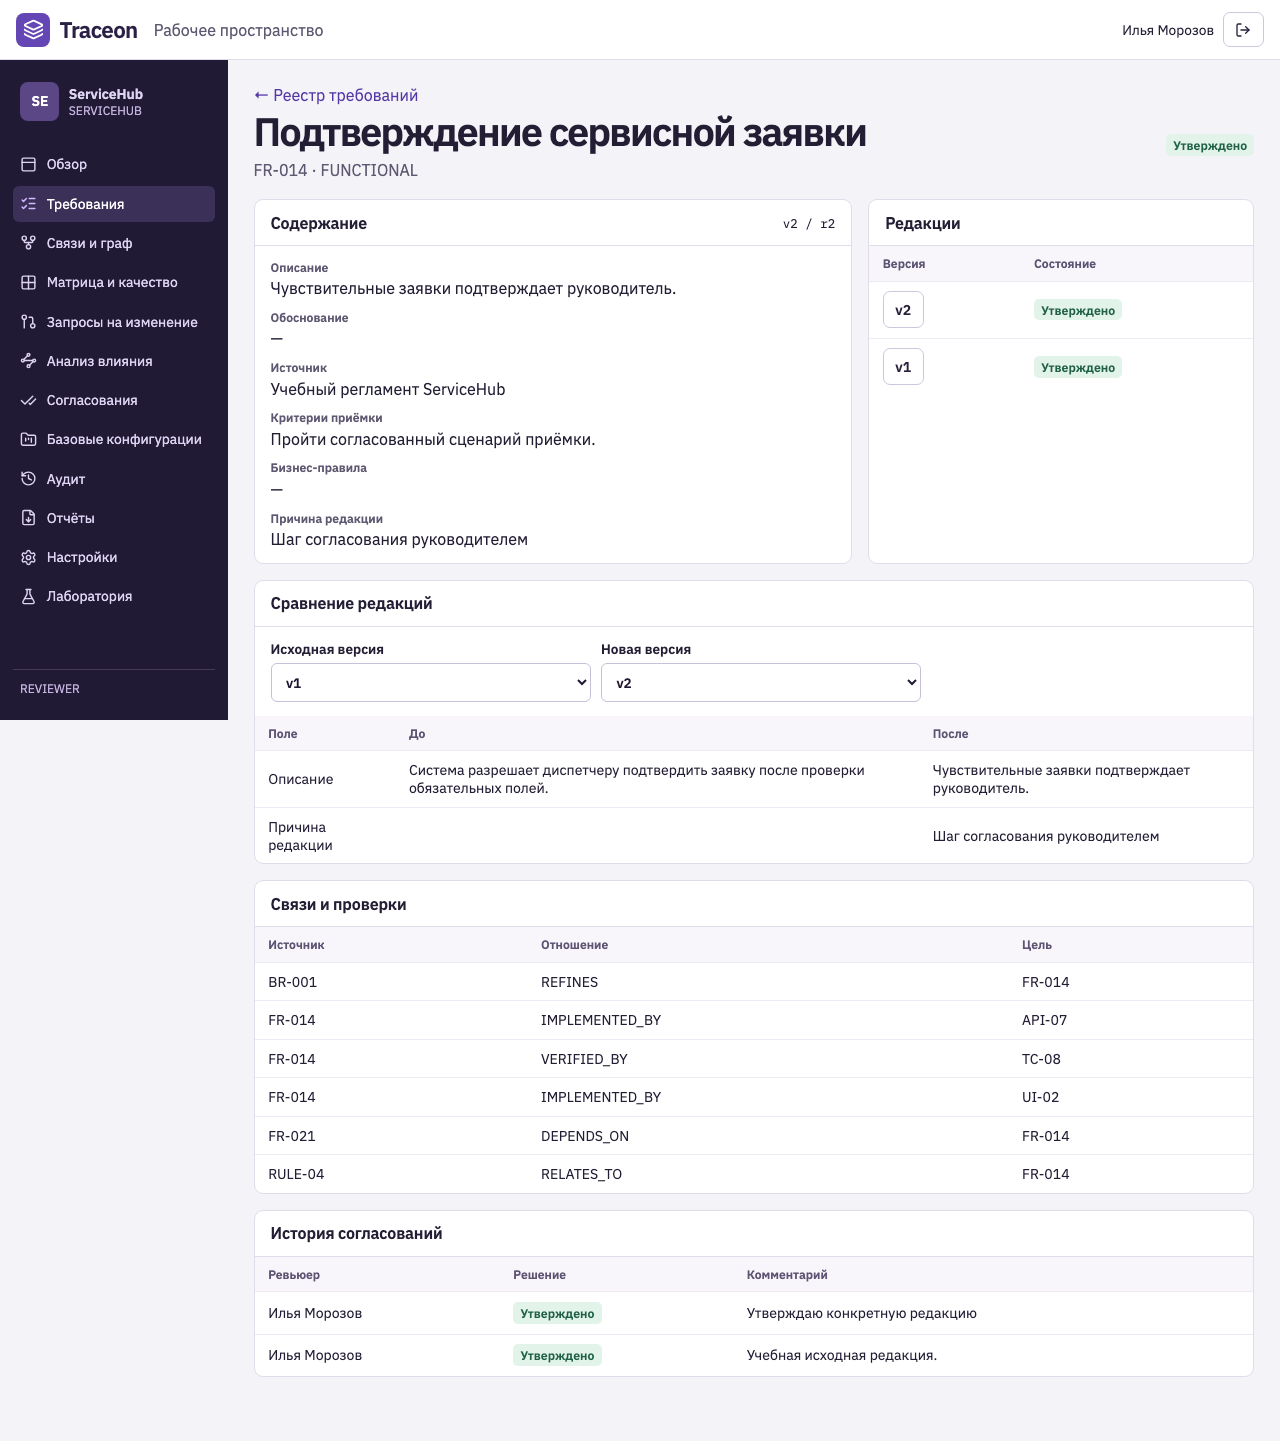 Traceon
Рабочее пространство
Илья Морозов
SE
ServiceHub
SERVICEHUB
Обзор
Требования
Связи и граф
Матрица и качество
Запросы на изменение
Анализ влияния
Согласования
Базовые конфигурации
Аудит
Отчёты
Настройки
Лаборатория
REVIEWER
← Реестр требований
Подтверждение сервисной заявки
FR-014 · FUNCTIONAL
Утверждено
Содержание
v2 / r2
Описание
Чувствительные заявки подтверждает руководитель.
Обоснование
—
Источник
Учебный регламент ServiceHub
Критерии приёмки
Пройти согласованный сценарий приёмки.
Бизнес-правила
—
Причина редакции
Шаг согласования руководителем
Редакции
Версия Состояние
v2 Утверждено
v1 Утверждено
Сравнение редакций
Исходная версия Новая версия
v1 v2
Поле До После
Описание
Система разрешает диспетчеру подтвердить заявку после проверки
обязательных полей.
Чувствительные заявки подтверждает
руководитель.
Причина
редакции
Шаг согласования руководителем
Связи и проверки
Источник Отношение Цель
BR-001 REFINES FR-014
FR-014 IMPLEMENTED_BY API-07
FR-014 VERIFIED_BY TC-08
FR-014 IMPLEMENTED_BY UI-02
FR-021 DEPENDS_ON FR-014
RULE-04 RELATES_TO FR-014
История согласований
Ревьюер Решение Комментарий
Илья Морозов Утверждено Утверждаю конкретную редакцию
Илья Морозов Утверждено Учебная исходная редакция.